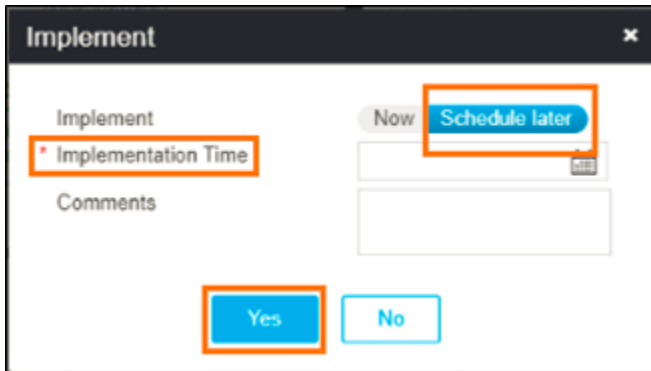 Implement
Implement Now Schedule later
* Implementation Time
Comments
Yes No